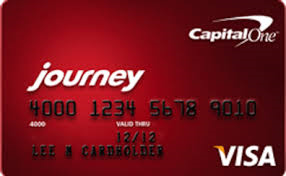 Capital One
journey
4000 1234 5678 9010
4000
VALID THRU
12/12
LEE M CARDHOLDER
VISA